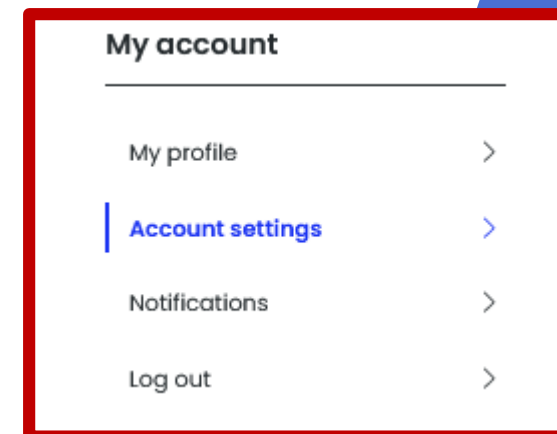 My account
My profile
Account settings
Notifications
Log out